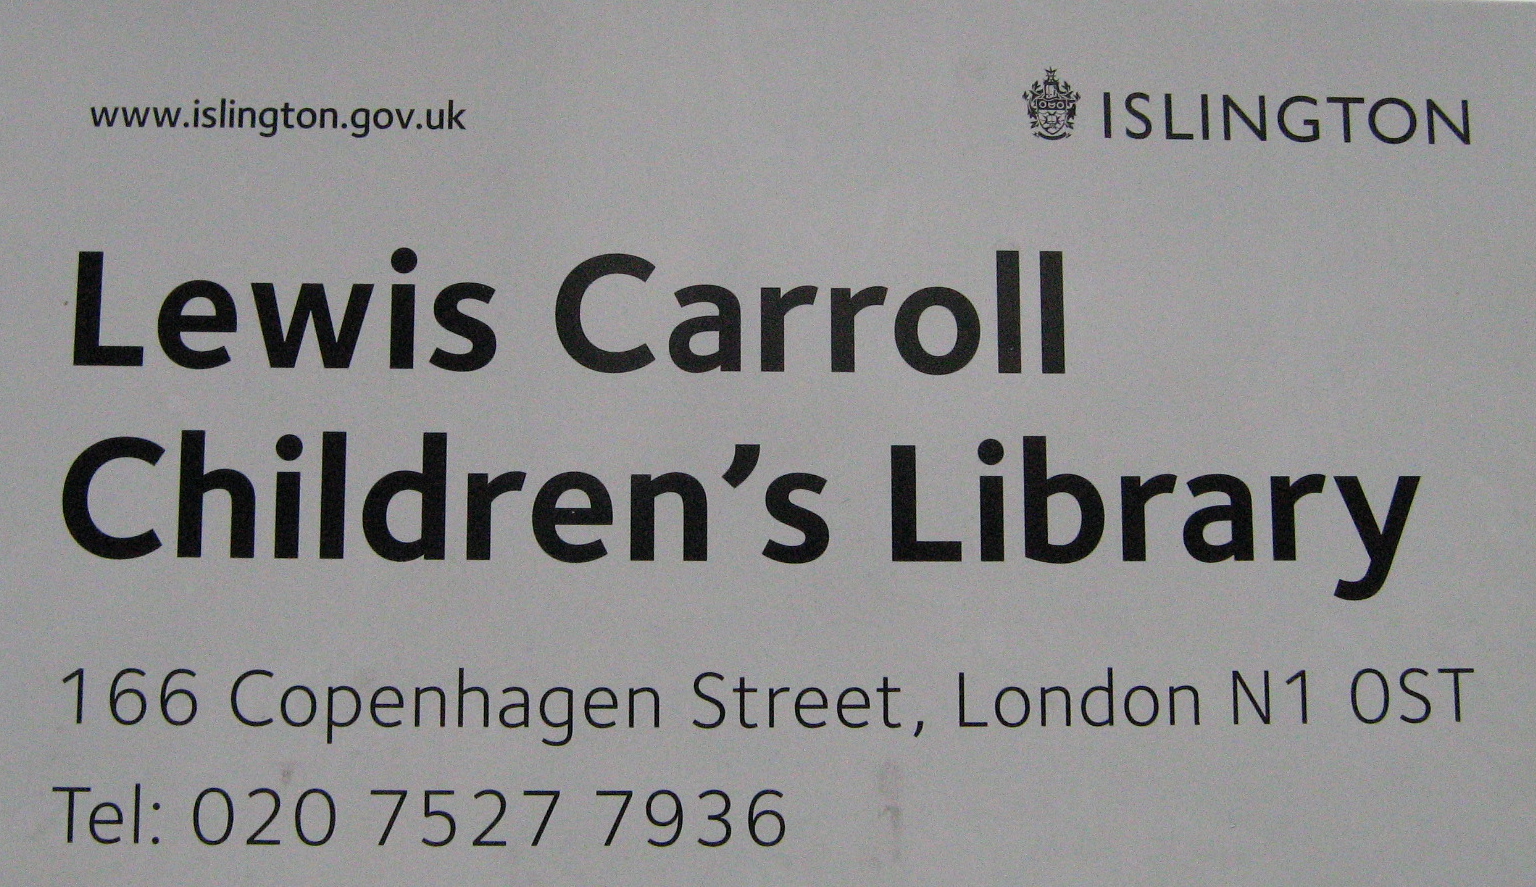 www.islington.gov.uk
ISLINGTON
Lewis Carroll
Children’s Library
166 Copenhagen Street, London N1 0ST
Tel: 020 7527 7936